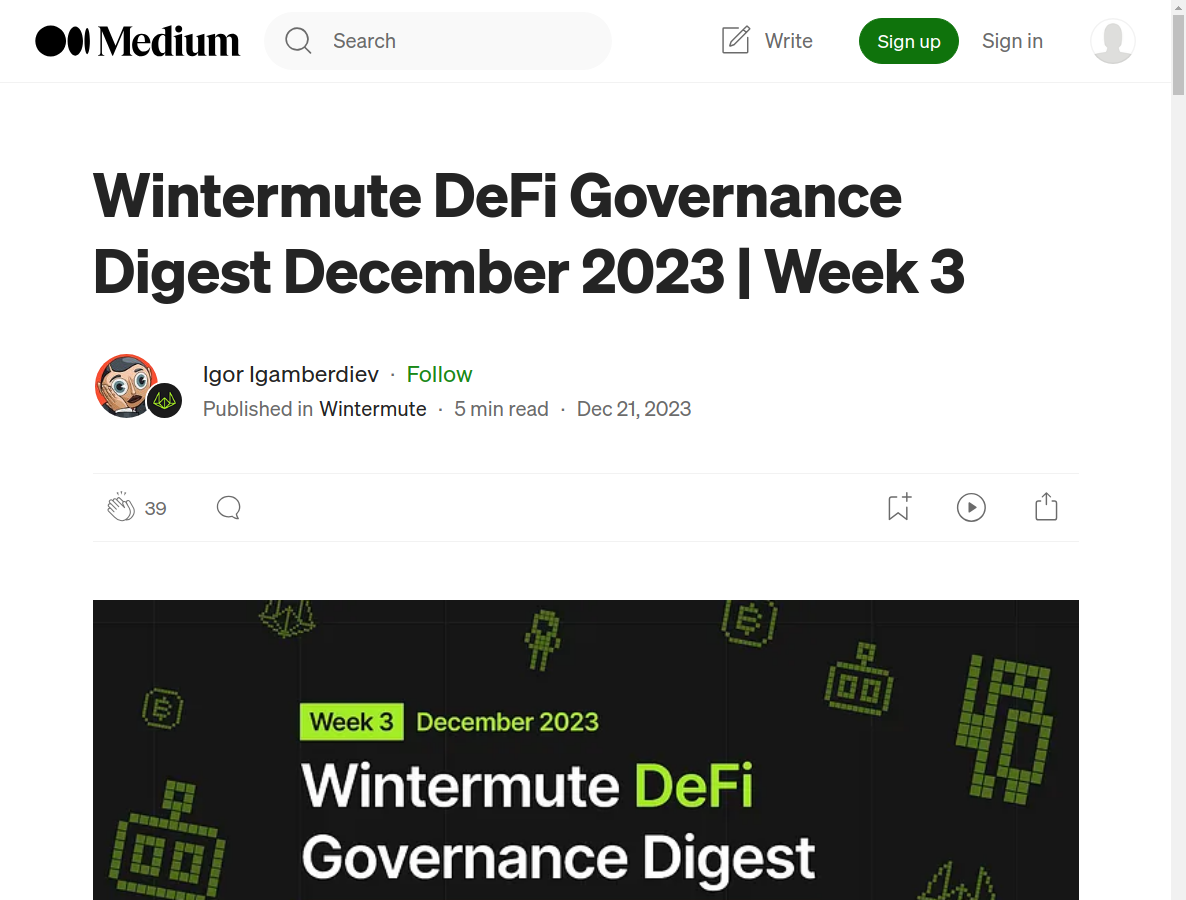 Medium
Search
Write
Sign up
Sign in
Wintermute DeFi Governance
Digest December 2023 | Week 3
Igor Igamberdiev · Follow
Published in Wintermute · 5 min read · Dec 21, 2023
39
Week 3 December 2023
Wintermute DeFi
Governance Digest